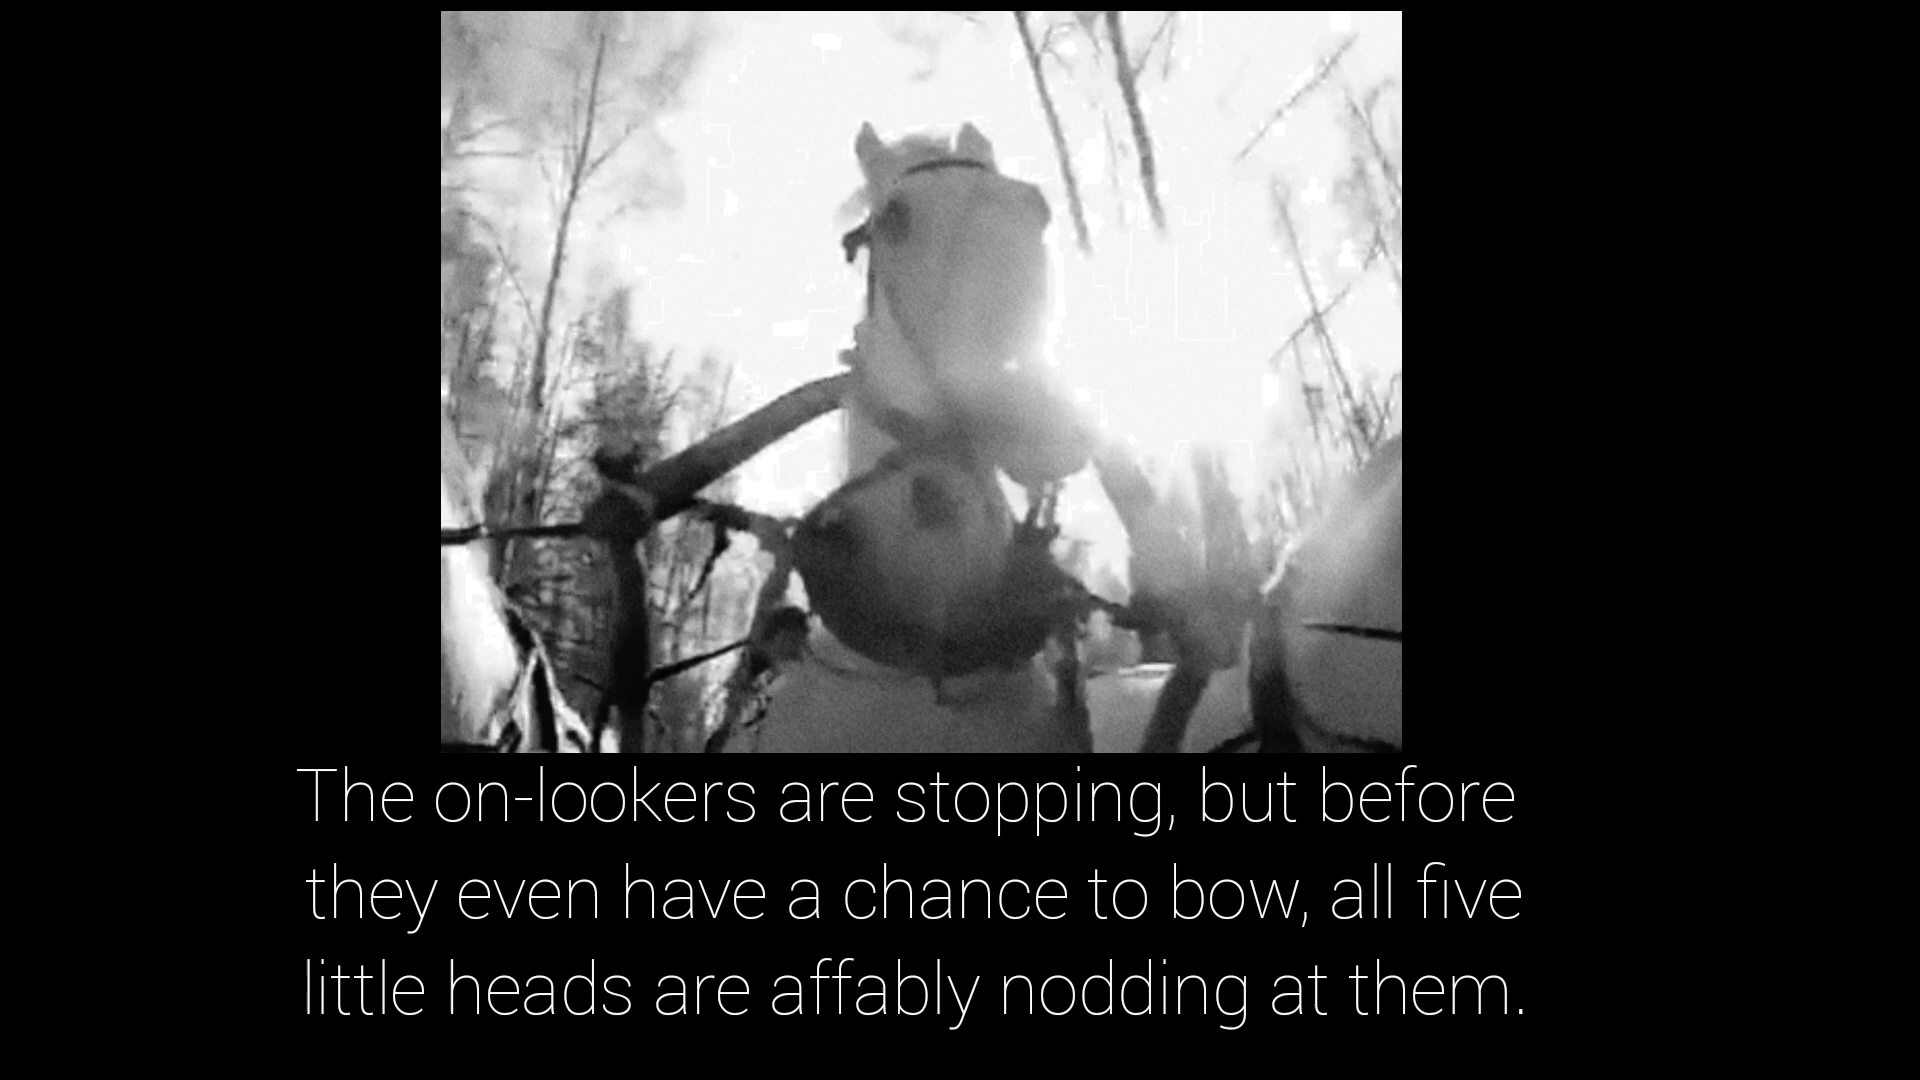 The on-lookers are stopping, but before
they even have a chance to bow, all five
little heads are affably nodding at them.